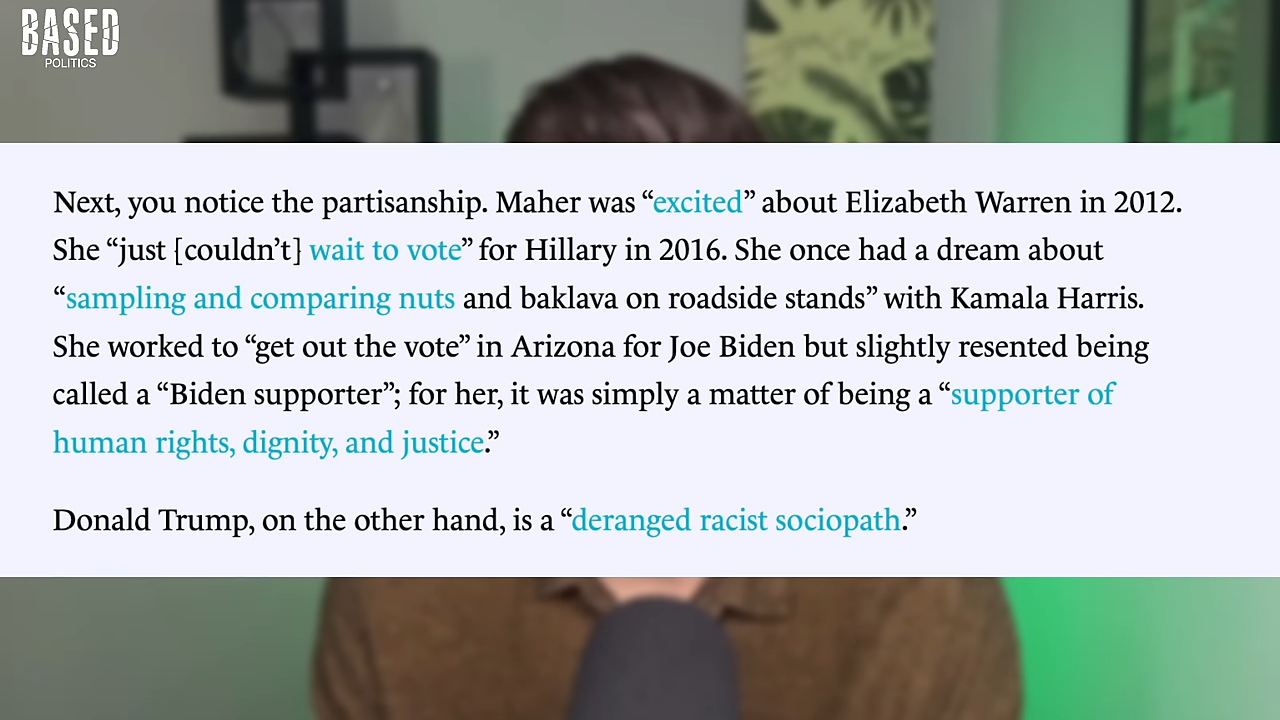 BASED
POLITICS
Next, you notice the partisanship. Maher was “excited” about Elizabeth Warren in 2012.
She “just [couldn’t] wait to vote” for Hillary in 2016. She once had a dream about
“sampling and comparing nuts and baklava on roadside stands” with Kamala Harris.
She worked to “get out the vote” in Arizona for Joe Biden but slightly resented being
called a “Biden supporter”; for her, it was simply a matter of being a “supporter of
human rights, dignity, and justice.”
Donald Trump, on the other hand, is a “deranged racist sociopath.”